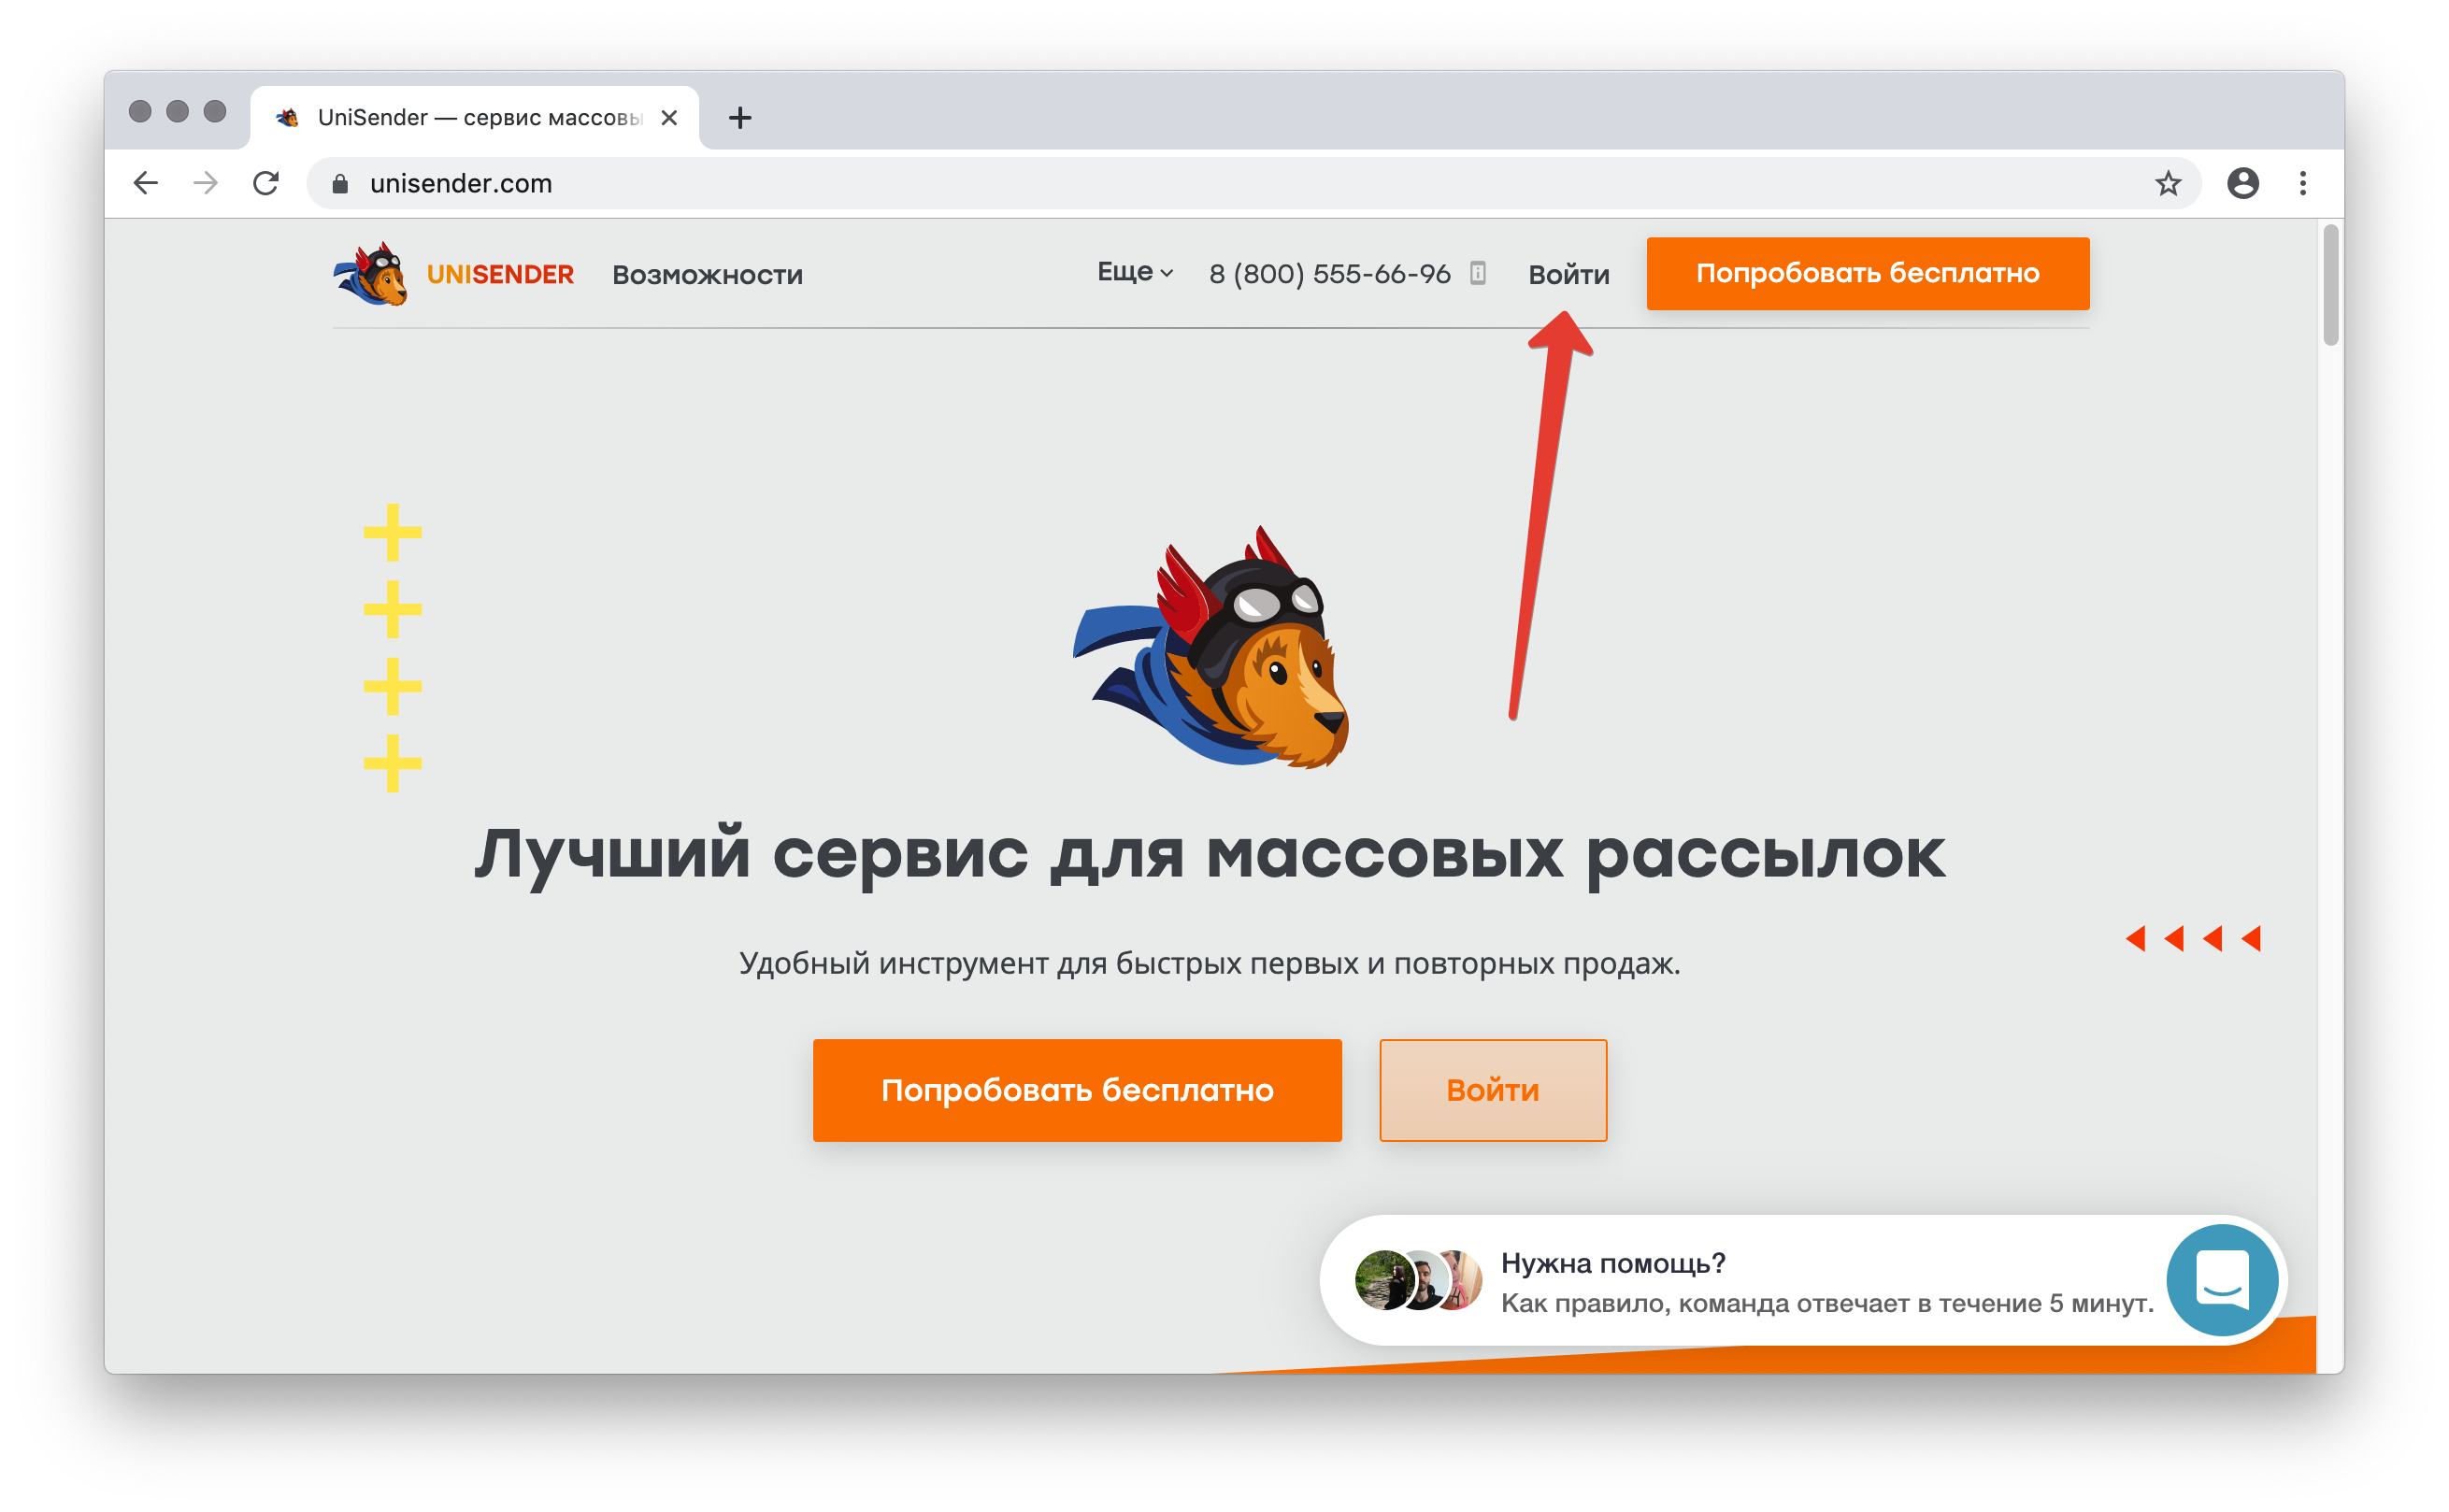 UniSender — сервис массовы
unisender.com
UNISENDER
Возможности
Еще
8 (800) 555-66-96
Войти
Попробовать бесплатно
Лучший сервис для массовых рассылок
Удобный инструмент для быстрых первых и повторных продаж.
Попробовать бесплатно
Войти
Нужна помощь?
Как правило, команда отвечает в течение 5 минут.